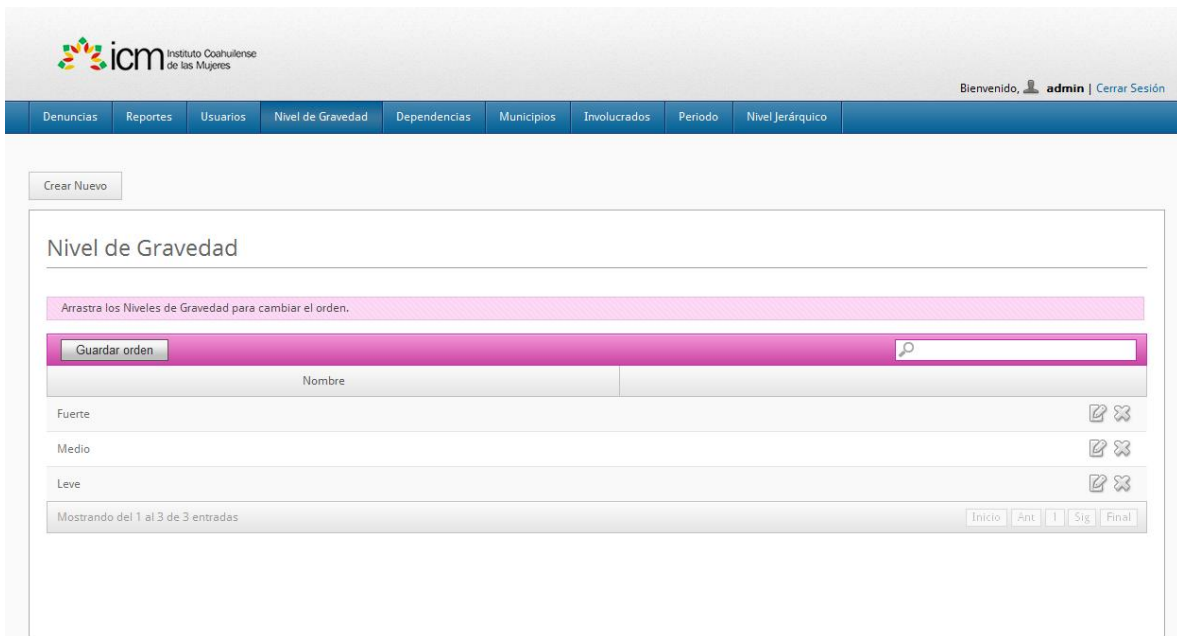 icm Instituto Coahuilense
de las Mujeres
Bienvenido, admin | Cerrar Sesión
Denuncias Reportes Usuarios Nivel de Gravedad Dependencias Municipios Involucrados Periodo Nivel Jerárquico
Crear Nuevo
Nivel de Gravedad
Arrastra los Niveles de Gravedad para cambiar el orden.
Guardar orden
Nombre
Fuerte
Medio
Leve
Mostrando del 1 al 3 de 3 entradas Inicio Ant 1 Sig Final